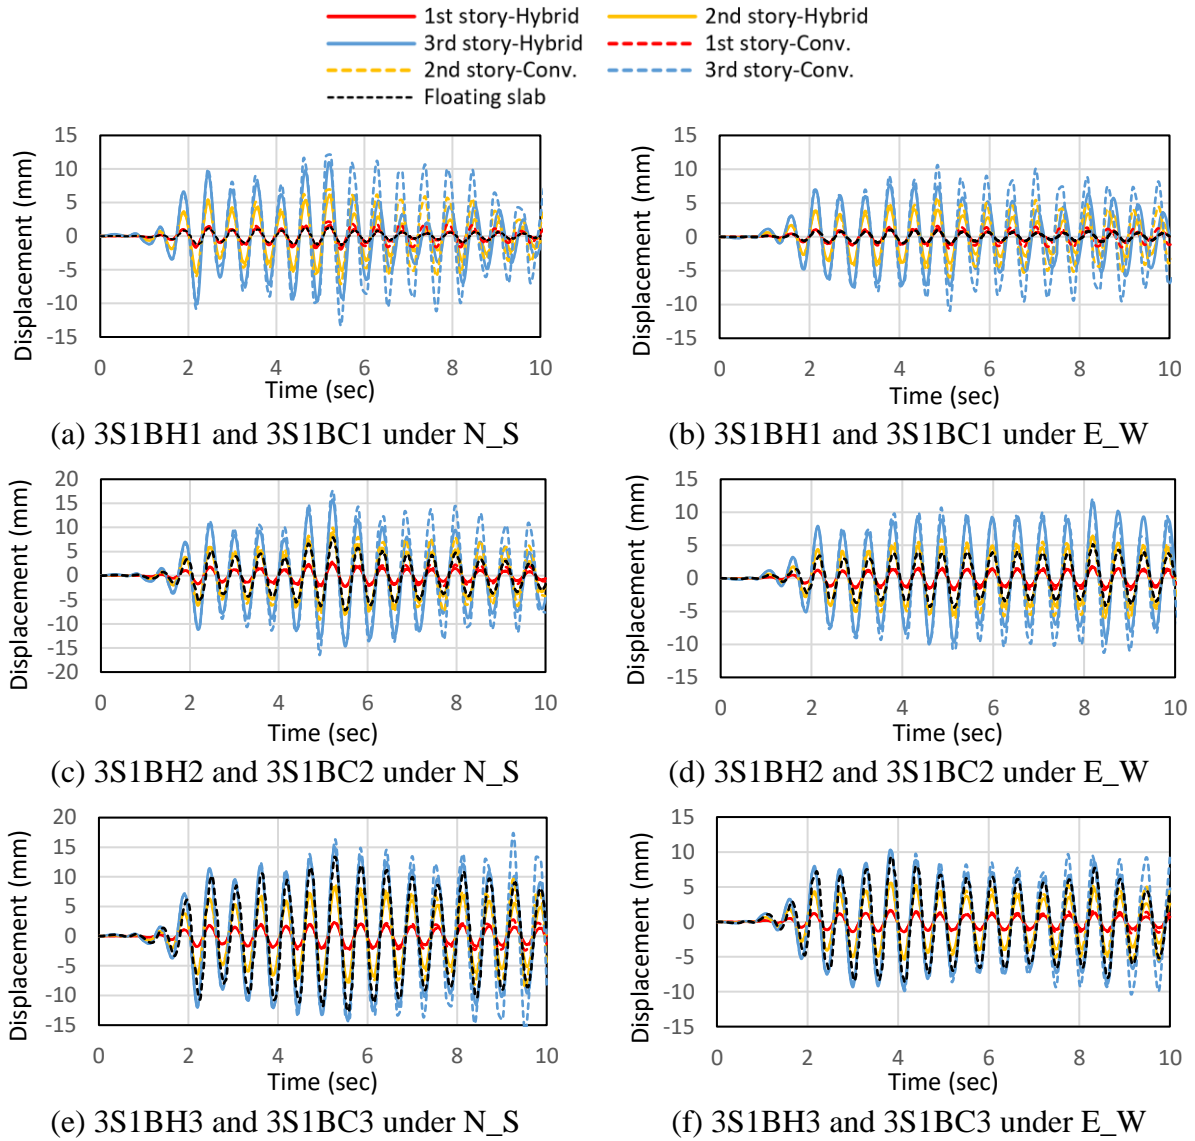 1st story-Hybrid 2nd story-Hybrid
3rd story-Hybrid 1st story-Conv.
2nd story-Conv. 3rd story-Conv.
Floating slab
Displacement (mm)
15
10
5
0
-5
-10
-15
0 2 4 6 8 10
Time (sec)
(a) 3S1BH1 and 3S1BC1 under N_S
Displacement (mm)
15
10
5
0
-5
-10
-15
0 2 4 6 8 10
Time (sec)
(b) 3S1BH1 and 3S1BC1 under E_W
Displacement (mm)
20
15
10
5
0
-5
-10
-15
-20
0 2 4 6 8 10
Time (sec)
(c) 3S1BH2 and 3S1BC2 under N_S
Displacement (mm)
15
10
5
0
-5
-10
-15
0 2 4 6 8 10
Time (sec)
(d) 3S1BH2 and 3S1BC2 under E_W
Displacement (mm)
20
15
10
5
0
-5
-10
-15
0 2 4 6 8 10
Time (sec)
(e) 3S1BH3 and 3S1BC3 under N_S
Displacement (mm)
15
10
5
0
-5
-10
-15
0 2 4 6 8 10
Time (sec)
(f) 3S1BH3 and 3S1BC3 under E_W